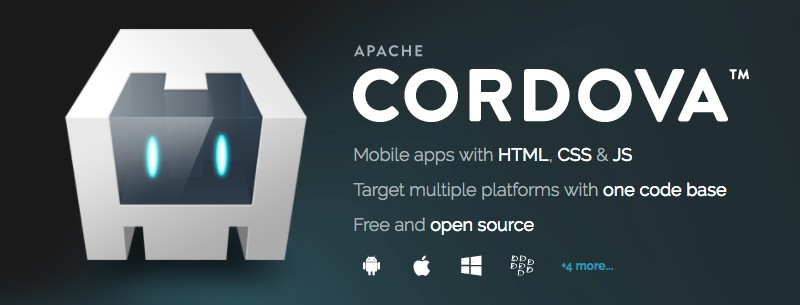 APACHE
CORDOVA™
Mobile apps with HTML, CSS & JS
Target multiple platforms with one code base
Free and open source
+4 more...